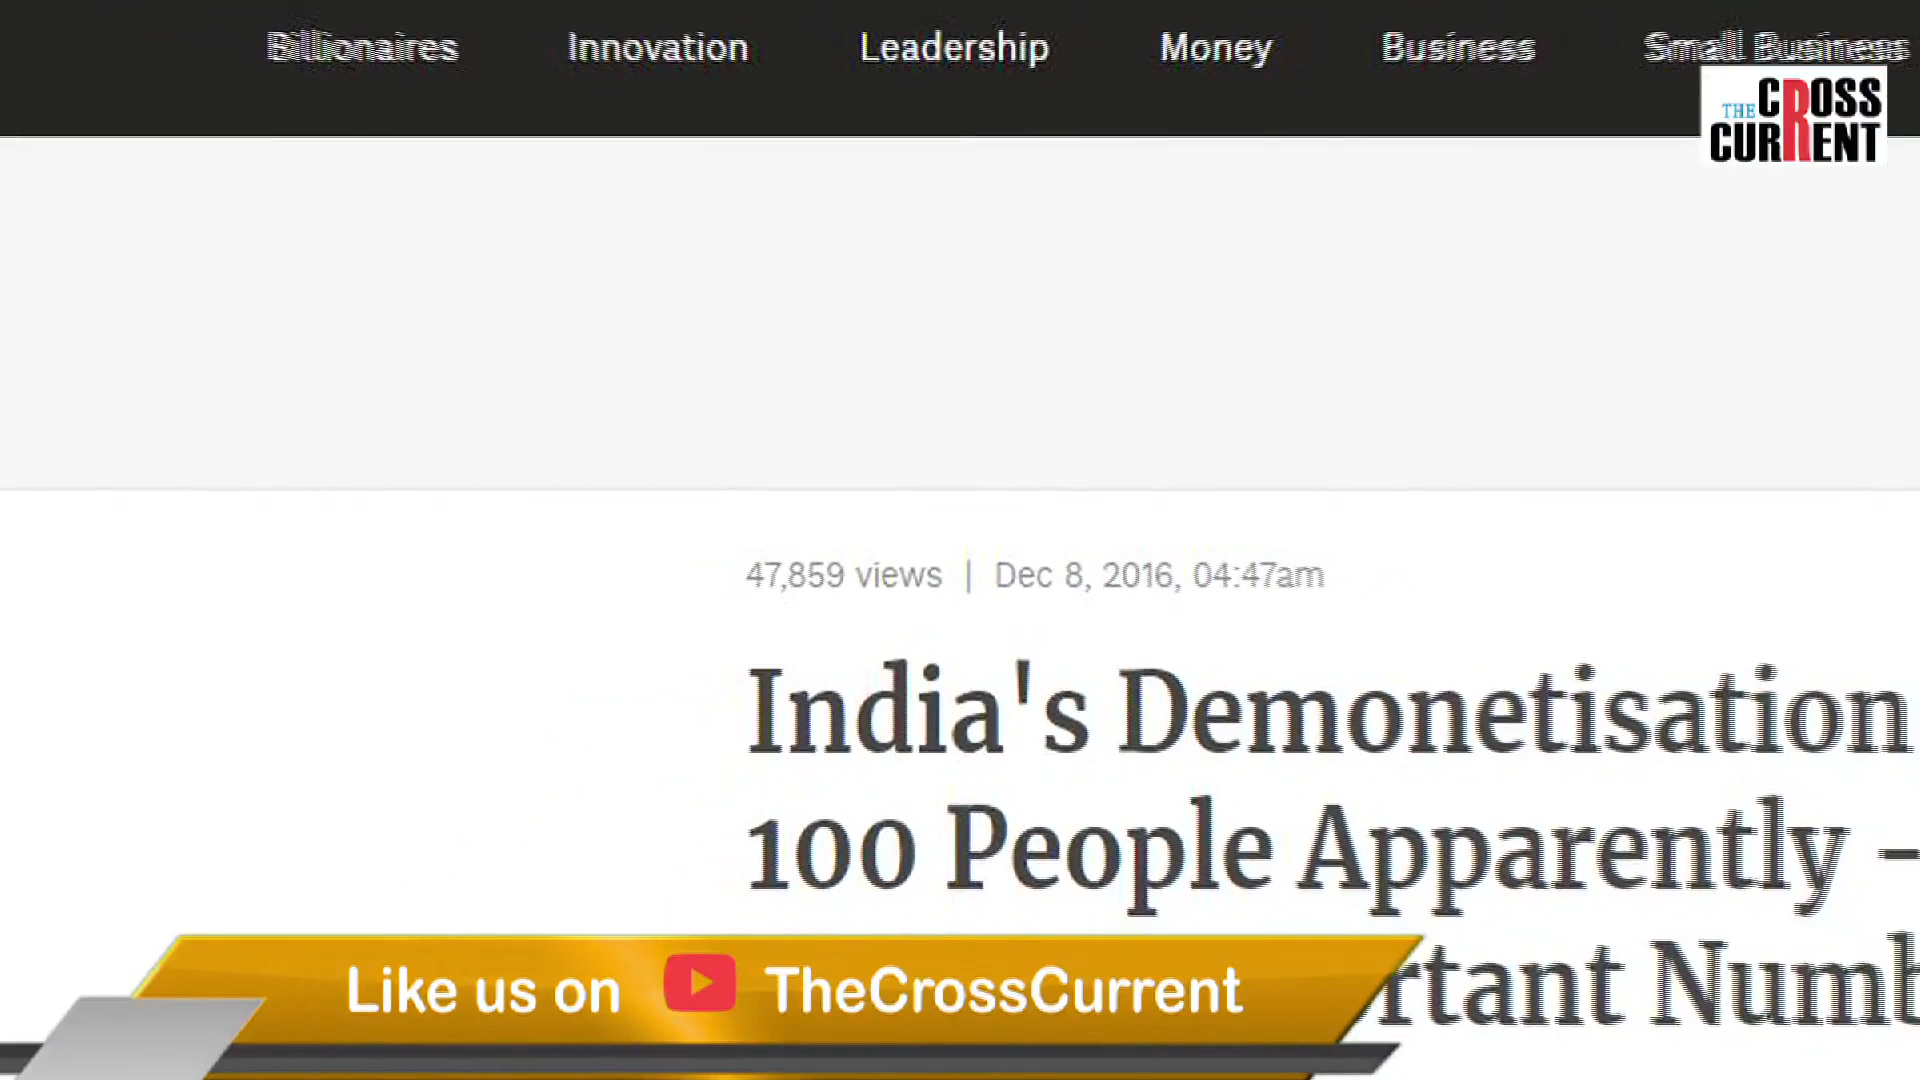 Billionaires Innovation Leadership Money Business Small Business
THE CROSS
CURRENT
47,859 views | Dec 8, 2016, 04:47am
India's Demonetisation
100 People Apparently -
rtant Numb
Like us on TheCrossCurrent